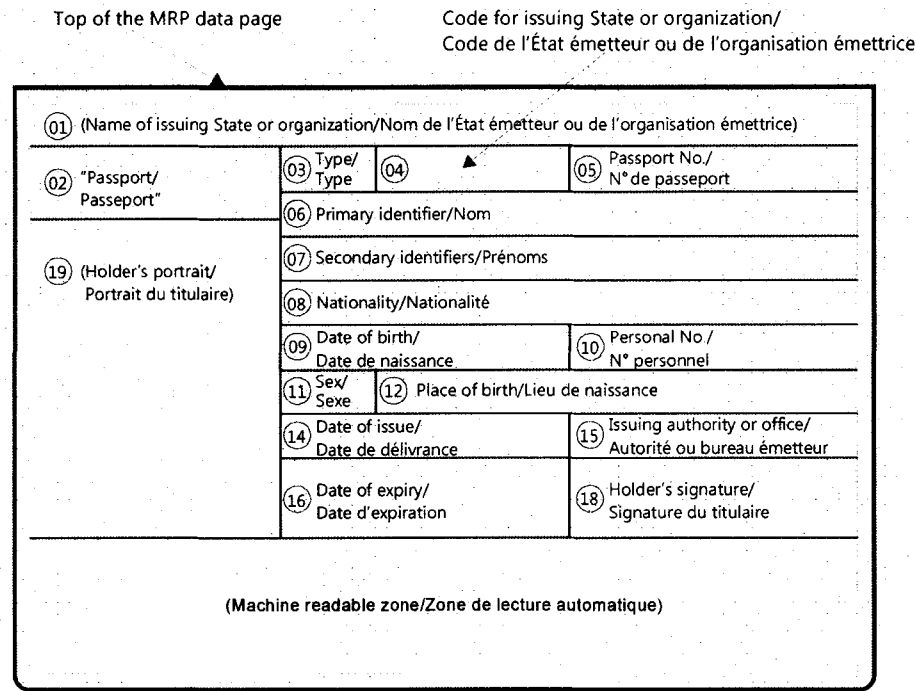 Top of the MRP data page
Code for issuing State or organization/
Code de l'État émetteur ou de l'organisation émettrice
01 (Name of issuing State or organization/Nom de l'État émetteur ou de l'organisation émettrice)
02 "Passport/
Passeport"
03 Type/
Type
04
05 Passport No./
N° de passeport
06 Primary identifier/Nom
07 Secondary identifiers/Prénoms
19 (Holder's portrait/
Portrait du titulaire)
08 Nationality/Nationalité
09 Date of birth/
Date de naissance
10 Personal No./
N° personnel
11 Sex/
Sexe
12 Place of birth/Lieu de naissance
14 Date of issue/
Date de délivrance
15 Issuing authority or office/
Autorité ou bureau émetteur
16 Date of expiry/
Date d'expiration
18 Holder's signature/
Signature du titulaire
(Machine readable zone/Zone de lecture automatique)